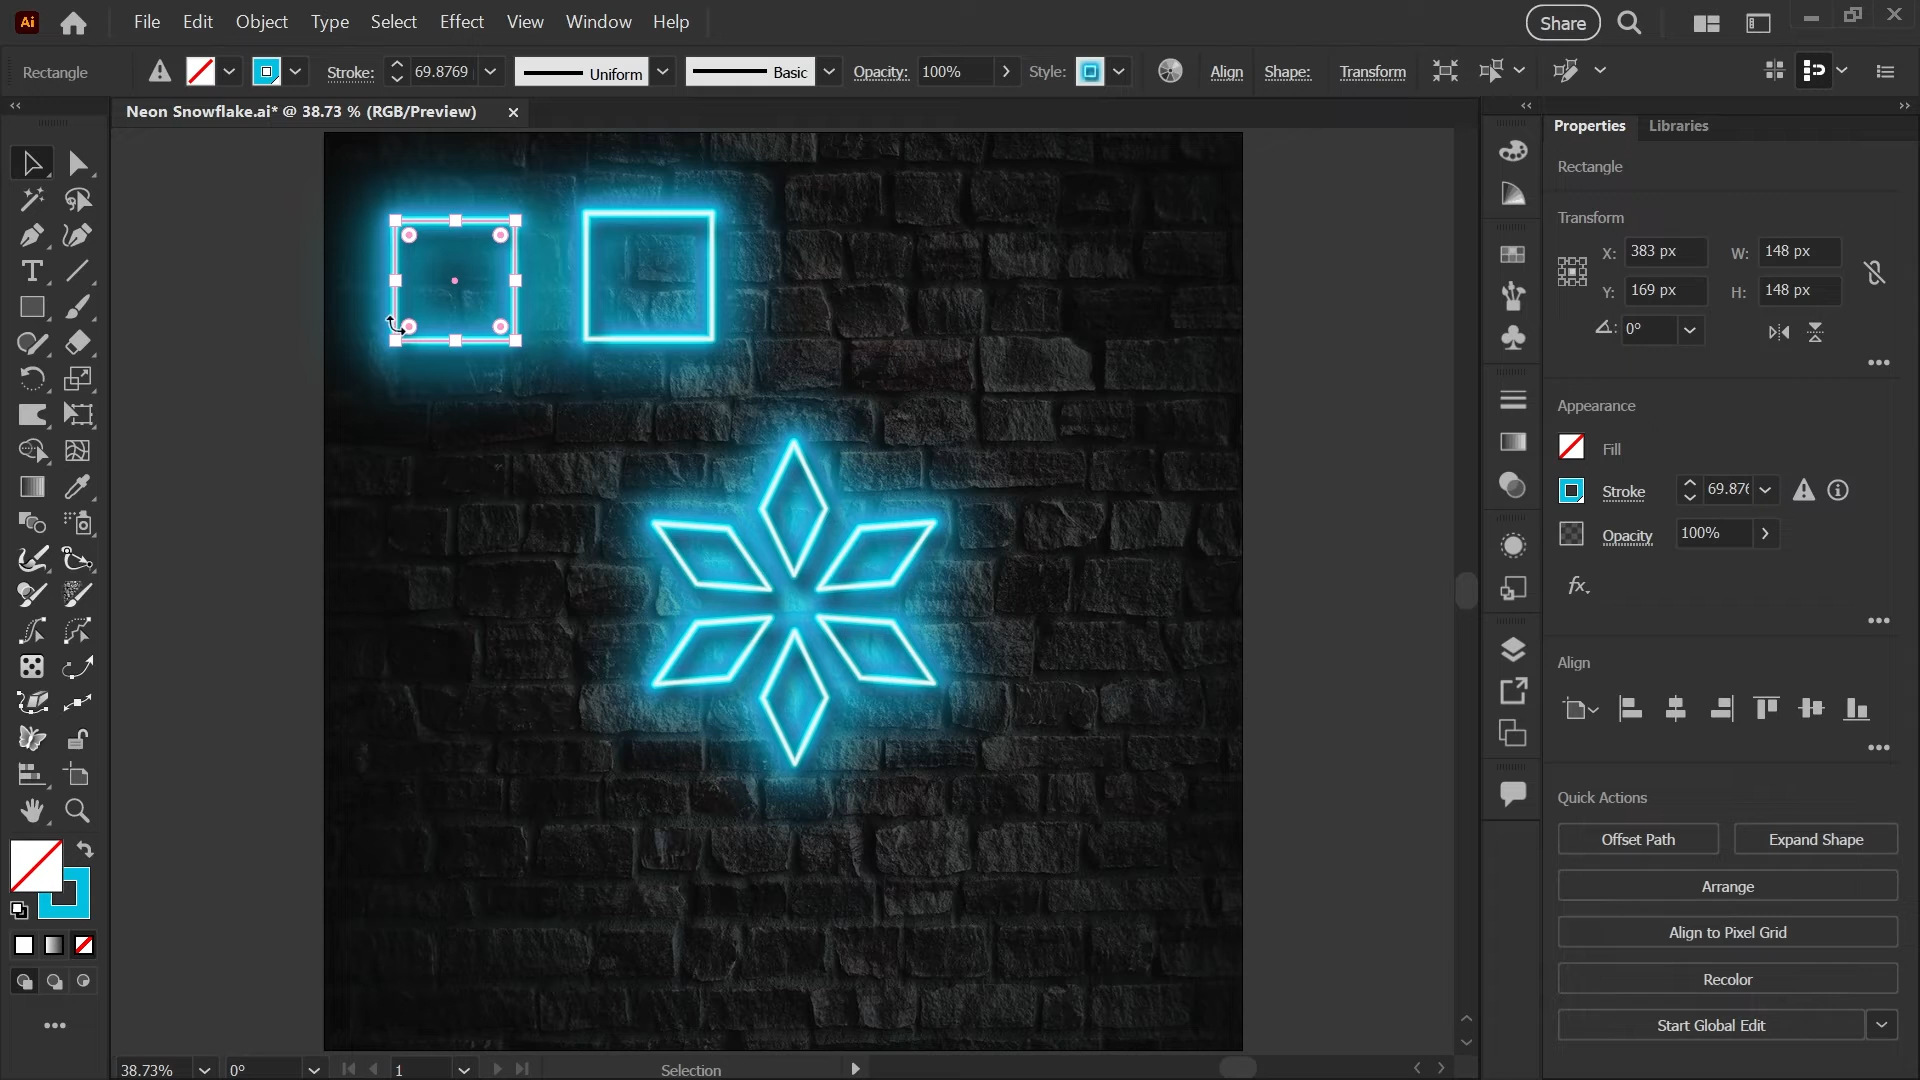 Ai File Edit Object Type Select Effect View Window Help Share
Rectangle Stroke: 69.8769 Uniform Basic Opacity: 100% Style: Align Shape: Transform
Neon Snowflake.ai* @ 38.73 % (RGB/Preview)
Properties Libraries
Rectangle
Transform
X: 383 px W: 148 px
Y: 169 px H: 148 px
0°
Appearance
Fill
Stroke 69.876
Opacity 100%
fx.
Align
Quick Actions
Offset Path Expand Shape
Arrange
Align to Pixel Grid
Recolor
Start Global Edit
38.73% 0° 1 Selection